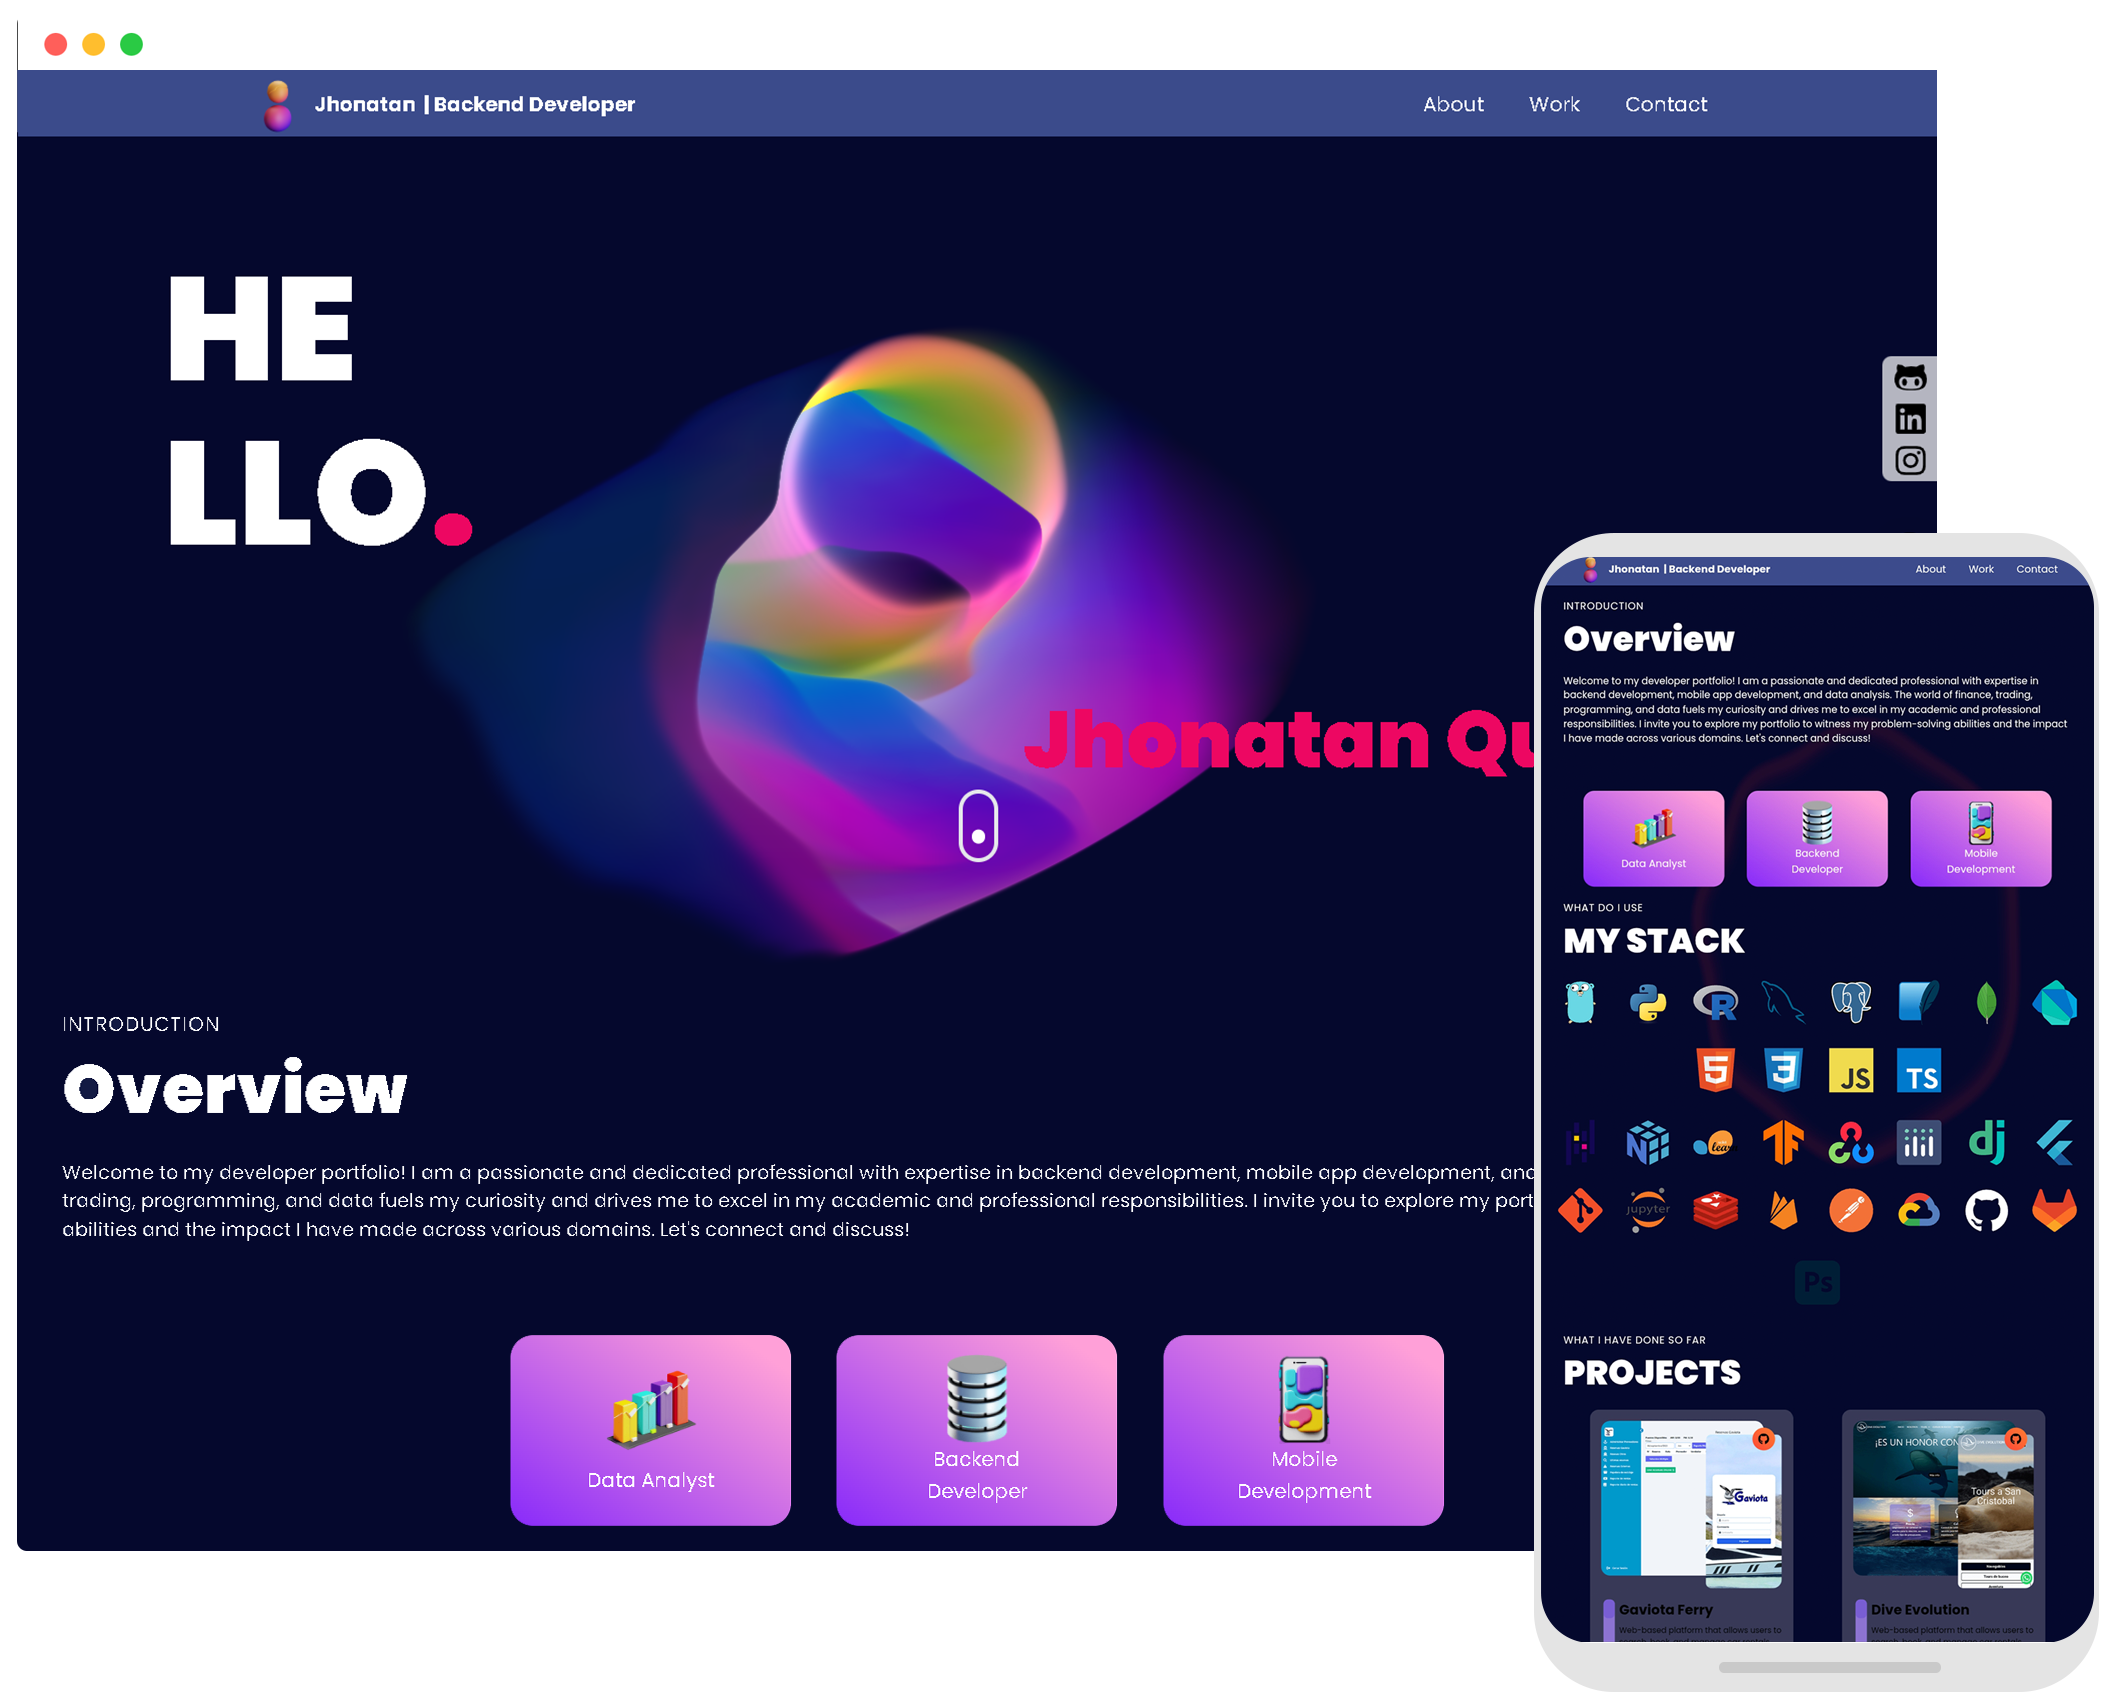 Jhonatan | Backend Developer
About Work Contact
HE
LLO.
Jhonatan Qu
INTRODUCTION
Overview
Welcome to my developer portfolio! I am a passionate and dedicated professional with expertise in backend development, mobile app development, and
trading, programming, and data fuels my curiosity and drives me to excel in my academic and professional responsibilities. I invite you to explore my port
abilities and the impact I have made across various domains. Let's connect and discuss!
Data Analyst
Backend
Developer
Mobile
Development
Jhonatan | Backend Developer
About Work Contact
INTRODUCTION
Overview
Welcome to my developer portfolio! I am a passionate and dedicated professional with expertise in
backend development, mobile app development, and data analysis. The world of finance, trading,
programming, and data fuels my curiosity and drives me to excel in my academic and professional
responsibilities. I invite you to explore my portfolio to witness my problem-solving abilities and the impact
I have made across various domains. Let's connect and discuss!
Data Analyst
Backend
Developer
Mobile
Development
WHAT DO I USE
MY STACK
R
5 3 JS TS
dj
jupyter
Ps
WHAT I HAVE DONE SO FAR
PROJECTS
Gaviota
¡ES UN HONOR CON
Tours a San
Cristobal
Gaviota Ferry
Web-based platform that allows users to
Dive Evolution
Web-based platform that allows users to